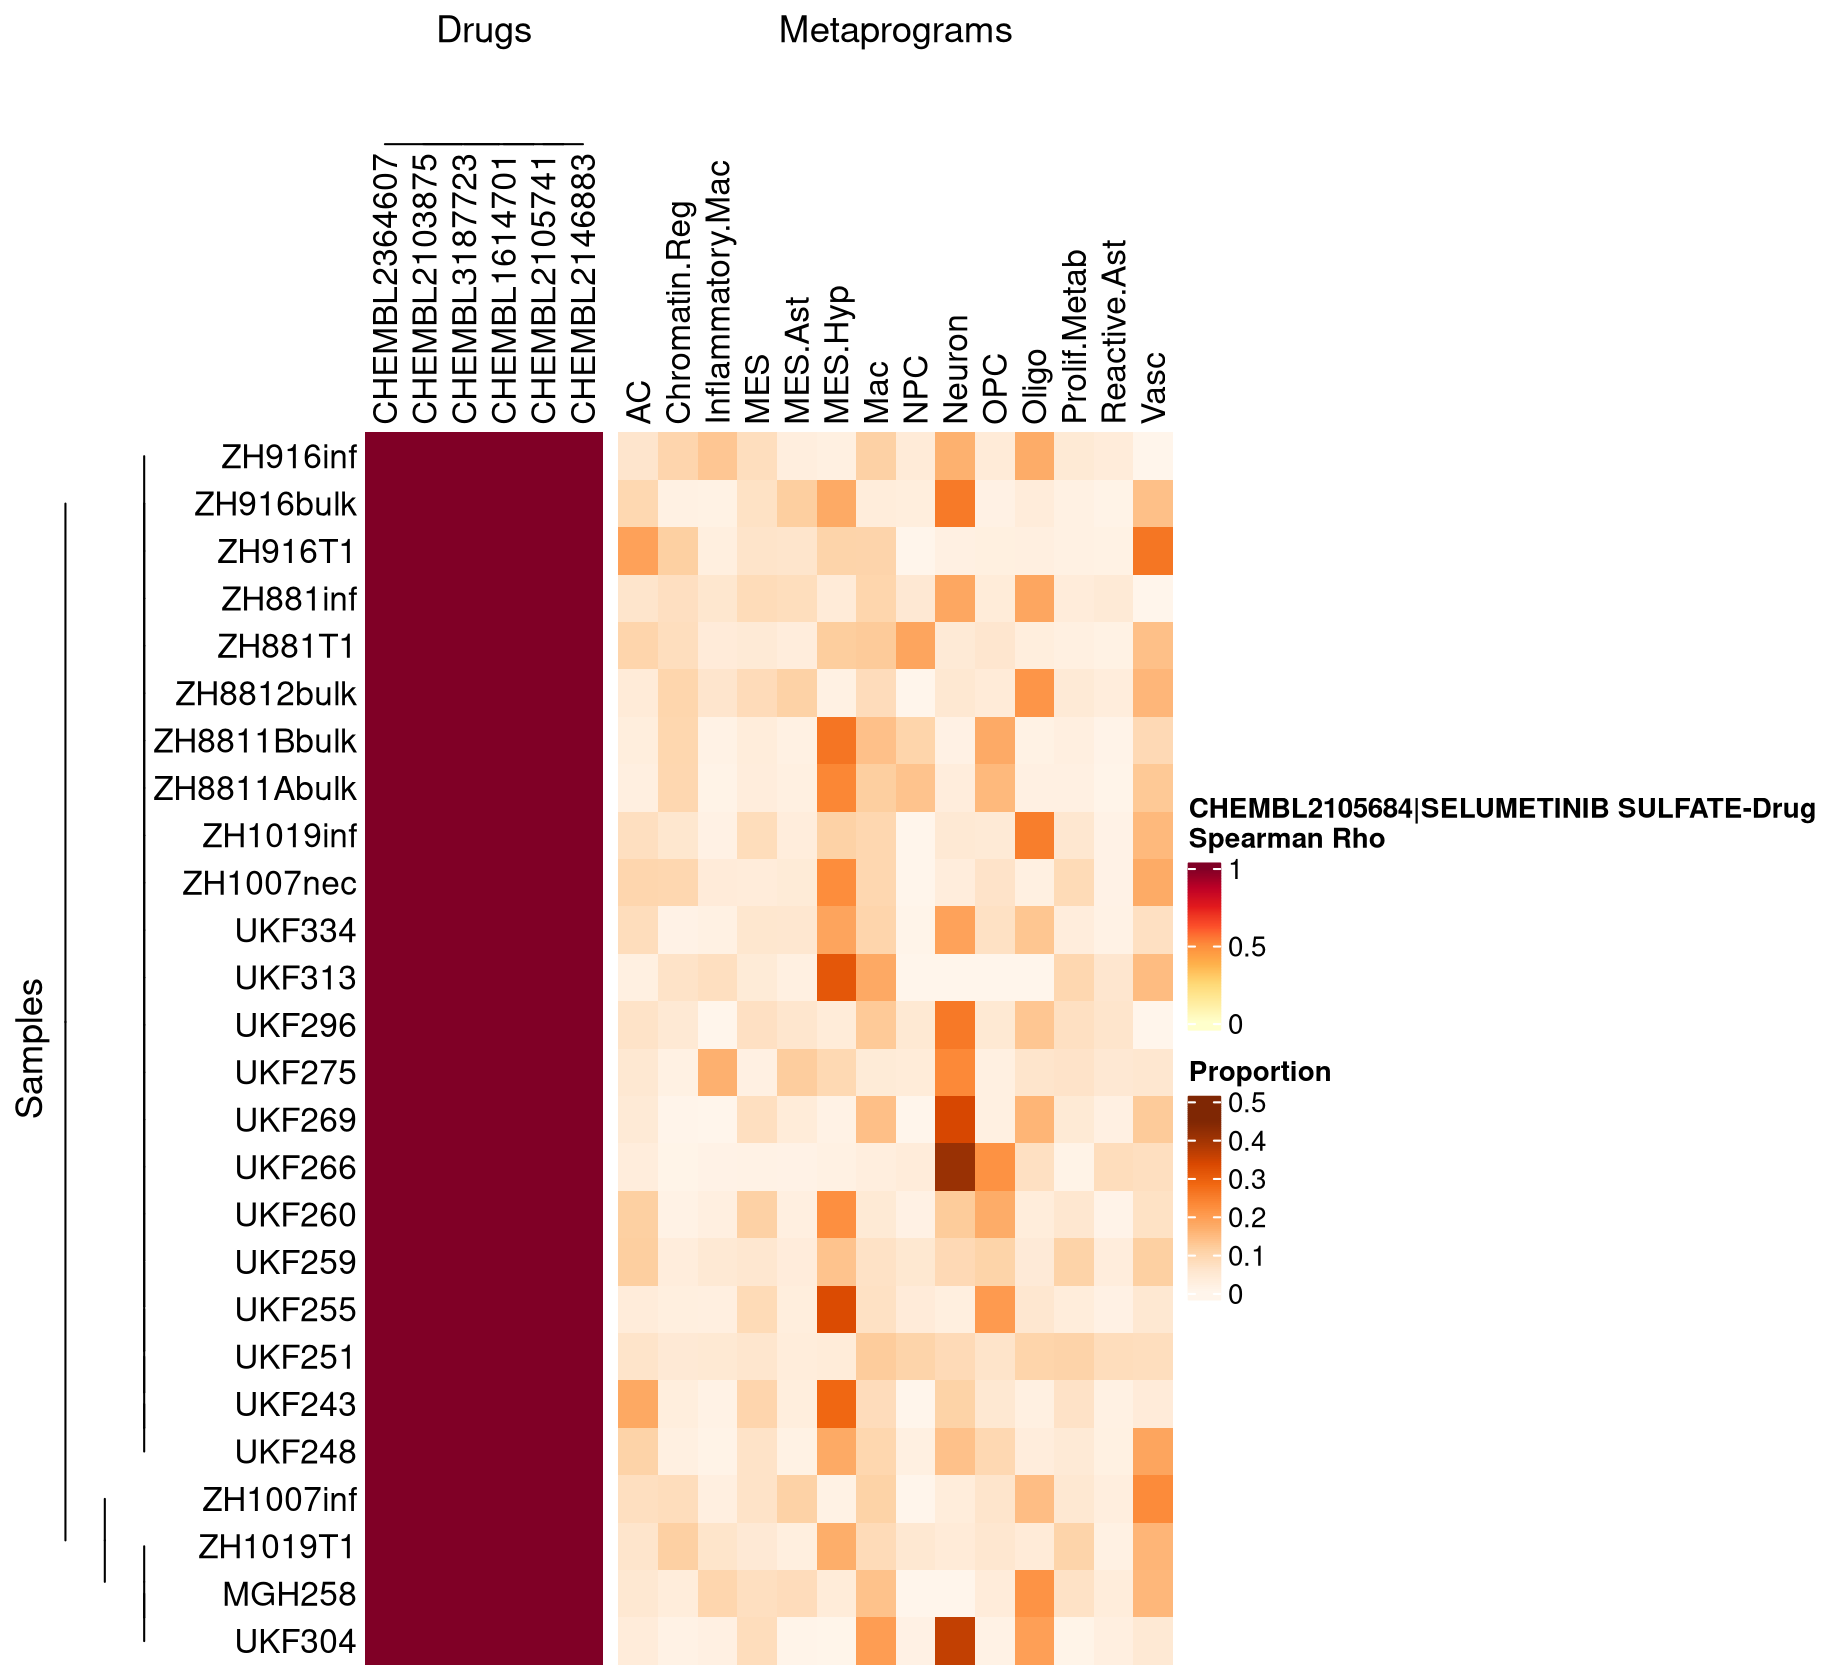 Drugs
Metaprograms
CHEMBL2364607
CHEMBL2103875
CHEMBL3187723
CHEMBL1614701
CHEMBL2105741
CHEMBL2146883
AC
Chromatin.Reg
Inflammatory.Mac
MES
MES.Ast
MES.Hyp
Mac
NPC
Neuron
OPC
Oligo
Prolif.Metab
Reactive.Ast
Vasc
Samples
ZH916inf
ZH916bulk
ZH916T1
ZH881inf
ZH881T1
ZH8812bulk
ZH8811Bbulk
ZH8811Abulk
ZH1019inf
ZH1007nec
UKF334
UKF313
UKF296
UKF275
UKF269
UKF266
UKF260
UKF259
UKF255
UKF251
UKF243
UKF248
ZH1007inf
ZH1019T1
MGH258
UKF304
CHEMBL2105684|SELUMETINIB SULFATE-Drug
Spearman Rho
1
0.5
0
Proportion
0.5
0.4
0.3
0.2
0.1
0